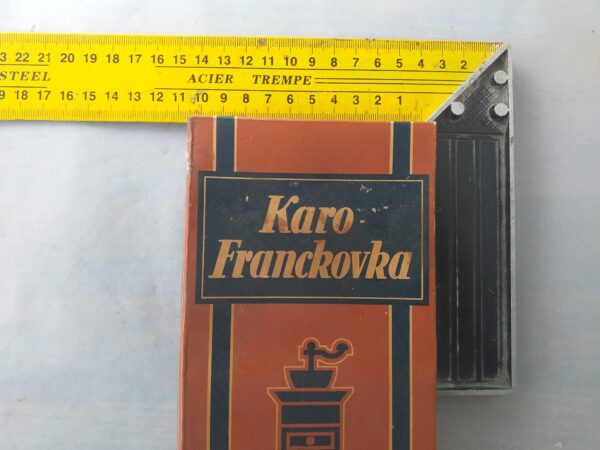 3 22 21 20 19 18 17 16 15 14 13 12 11 10 9 8 7 6 5 4 3 2
STEEL ACIER TREMPE
9 18 17 16 15 14 13 12 11 10 9 8 7 6 5 4 3 2 1
Karo-
Franckovka